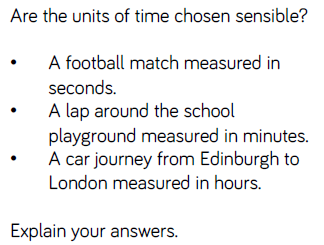 Are the units of time chosen sensible?
• A football match measured in
seconds.
• A lap around the school
playground measured in minutes.
• A car journey from Edinburgh to
London measured in hours.
Explain your answers.